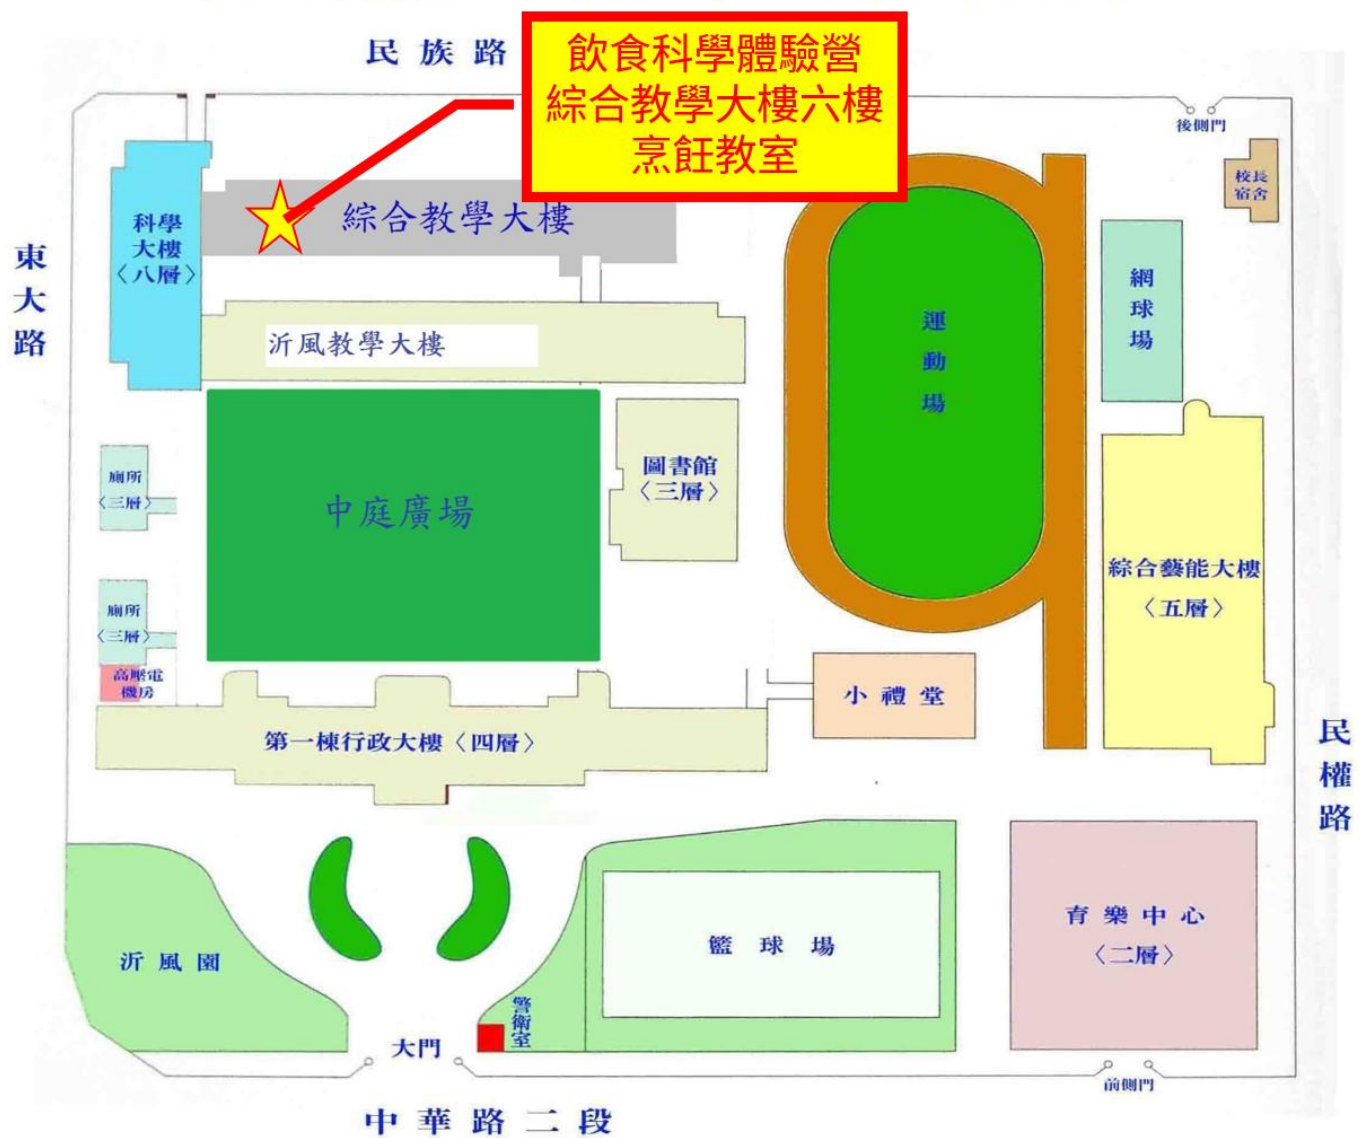 民族路
飲食科學體驗營
綜合教學大樓六樓
烹飪教室
後側門
校長
宿舍
科學
大樓
〈八層〉
綜合教學大樓
東大路
網球場
運動場
沂風教學大樓
圖書館
〈三層〉
廁所
〈三層〉
中庭廣場
綜合藝能大樓
〈五層〉
廁所
〈三層〉
高壓電
機房
小禮堂
第一棟行政大樓〈四層〉
民權路
育樂中心
〈二層〉
籃球場
沂風園
警衛室
大門
前側門
中華路二段